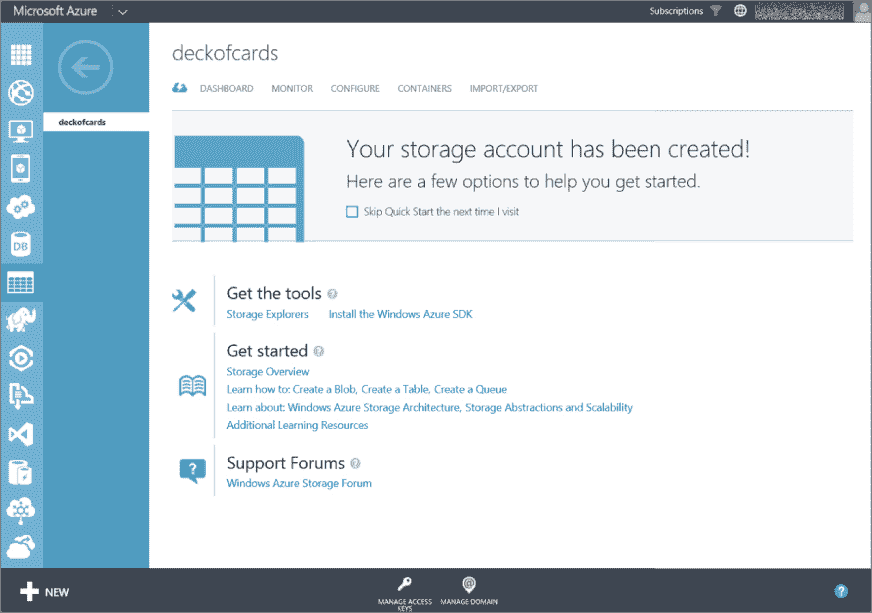 Microsoft Azure
Subscriptions
deckofcards
deckofcards
DASHBOARD MONITOR CONFIGURE CONTAINERS IMPORT/EXPORT
Your storage account has been created!
Here are a few options to help you get started.
Skip Quick Start the next time I visit
Get the tools ?
Storage Explorers Install the Windows Azure SDK
Get started ?
Storage Overview
Learn how to: Create a Blob, Create a Table, Create a Queue
Learn about: Windows Azure Storage Architecture, Storage Abstractions and Scalability
Additional Learning Resources
?
Support Forums ?
Windows Azure Storage Forum
DB
NEW
MANAGE ACCESS
KEYS
MANAGE DOMAIN
?